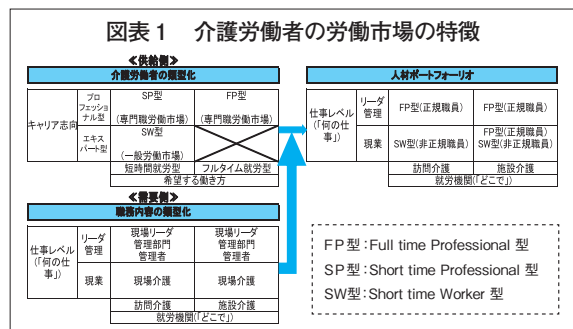 図表1 介護労働者の労働市場の特徴
≪供給側≫
介護労働者の類型化
キャリア志向
プロ
フェッショ
ナル型
SP型
(専門職労働市場)
FP型
(専門職労働市場)
エキス
パート型
SW型
(一般労働市場)
短時間就労型
フルタイム就労型
希望する働き方
人材ポートフォーリオ
仕事レベル
(「何の仕
事」)
リーダ
管理
FP型(正規職員)
FP型(正規職員)
現業
SW型(非正規職員)
FP型(正規職員)
SW型(非正規職員)
訪問介護
施設介護
就労機関(「どこで」)
≪需要側≫
職務内容の類型化
仕事レベル
(「何の仕
事」)
リーダ
管理
現場リーダ
管理部門
管理者
現場リーダ
管理部門
管理者
現業
現場介護
現場介護
訪問介護
施設介護
就労機関(「どこで」)
FP型:Full time Professional 型
SP型:Short time Professional 型
SW型:Short time Worker 型